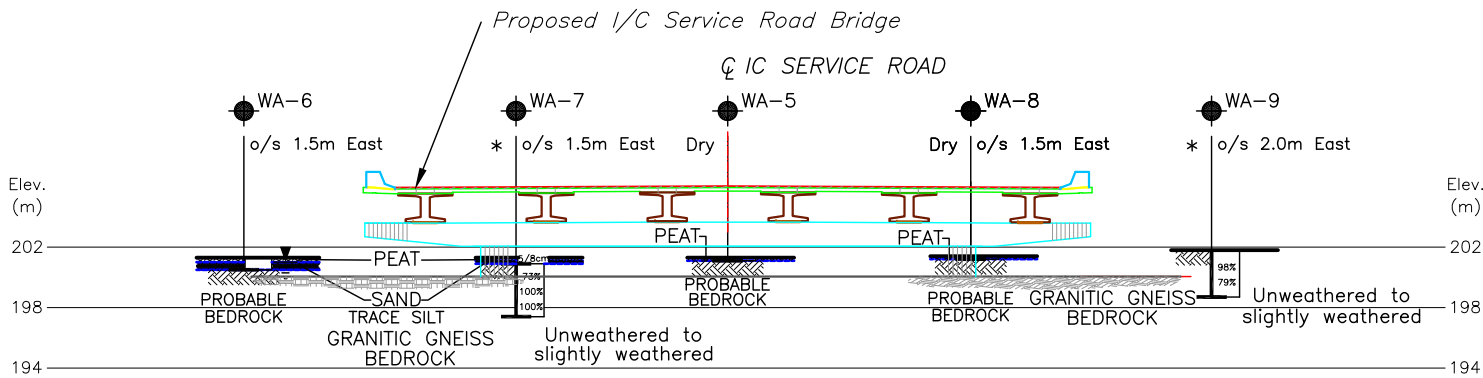 Proposed I/C Service Road Bridge
℄ IC SERVICE ROAD
WA-6
WA-7
WA-5
WA-8
WA-9
o/s 1.5m East
* o/s 1.5m East
Dry
Dry o/s 1.5m East
* o/s 2.0m East
Elev.
(m)
Elev.
(m)
202
202
PEAT
PEAT
PEAT
5/8cm
73%
100%
100%
98%
79%
PROBABLE
BEDROCK
SAND
TRACE SILT
PROBABLE
BEDROCK
PROBABLE
BEDROCK
GRANITIC GNEISS
BEDROCK
Unweathered to
slightly weathered
198
198
GRANITIC GNEISS
BEDROCK
Unweathered to
slightly weathered
194
194